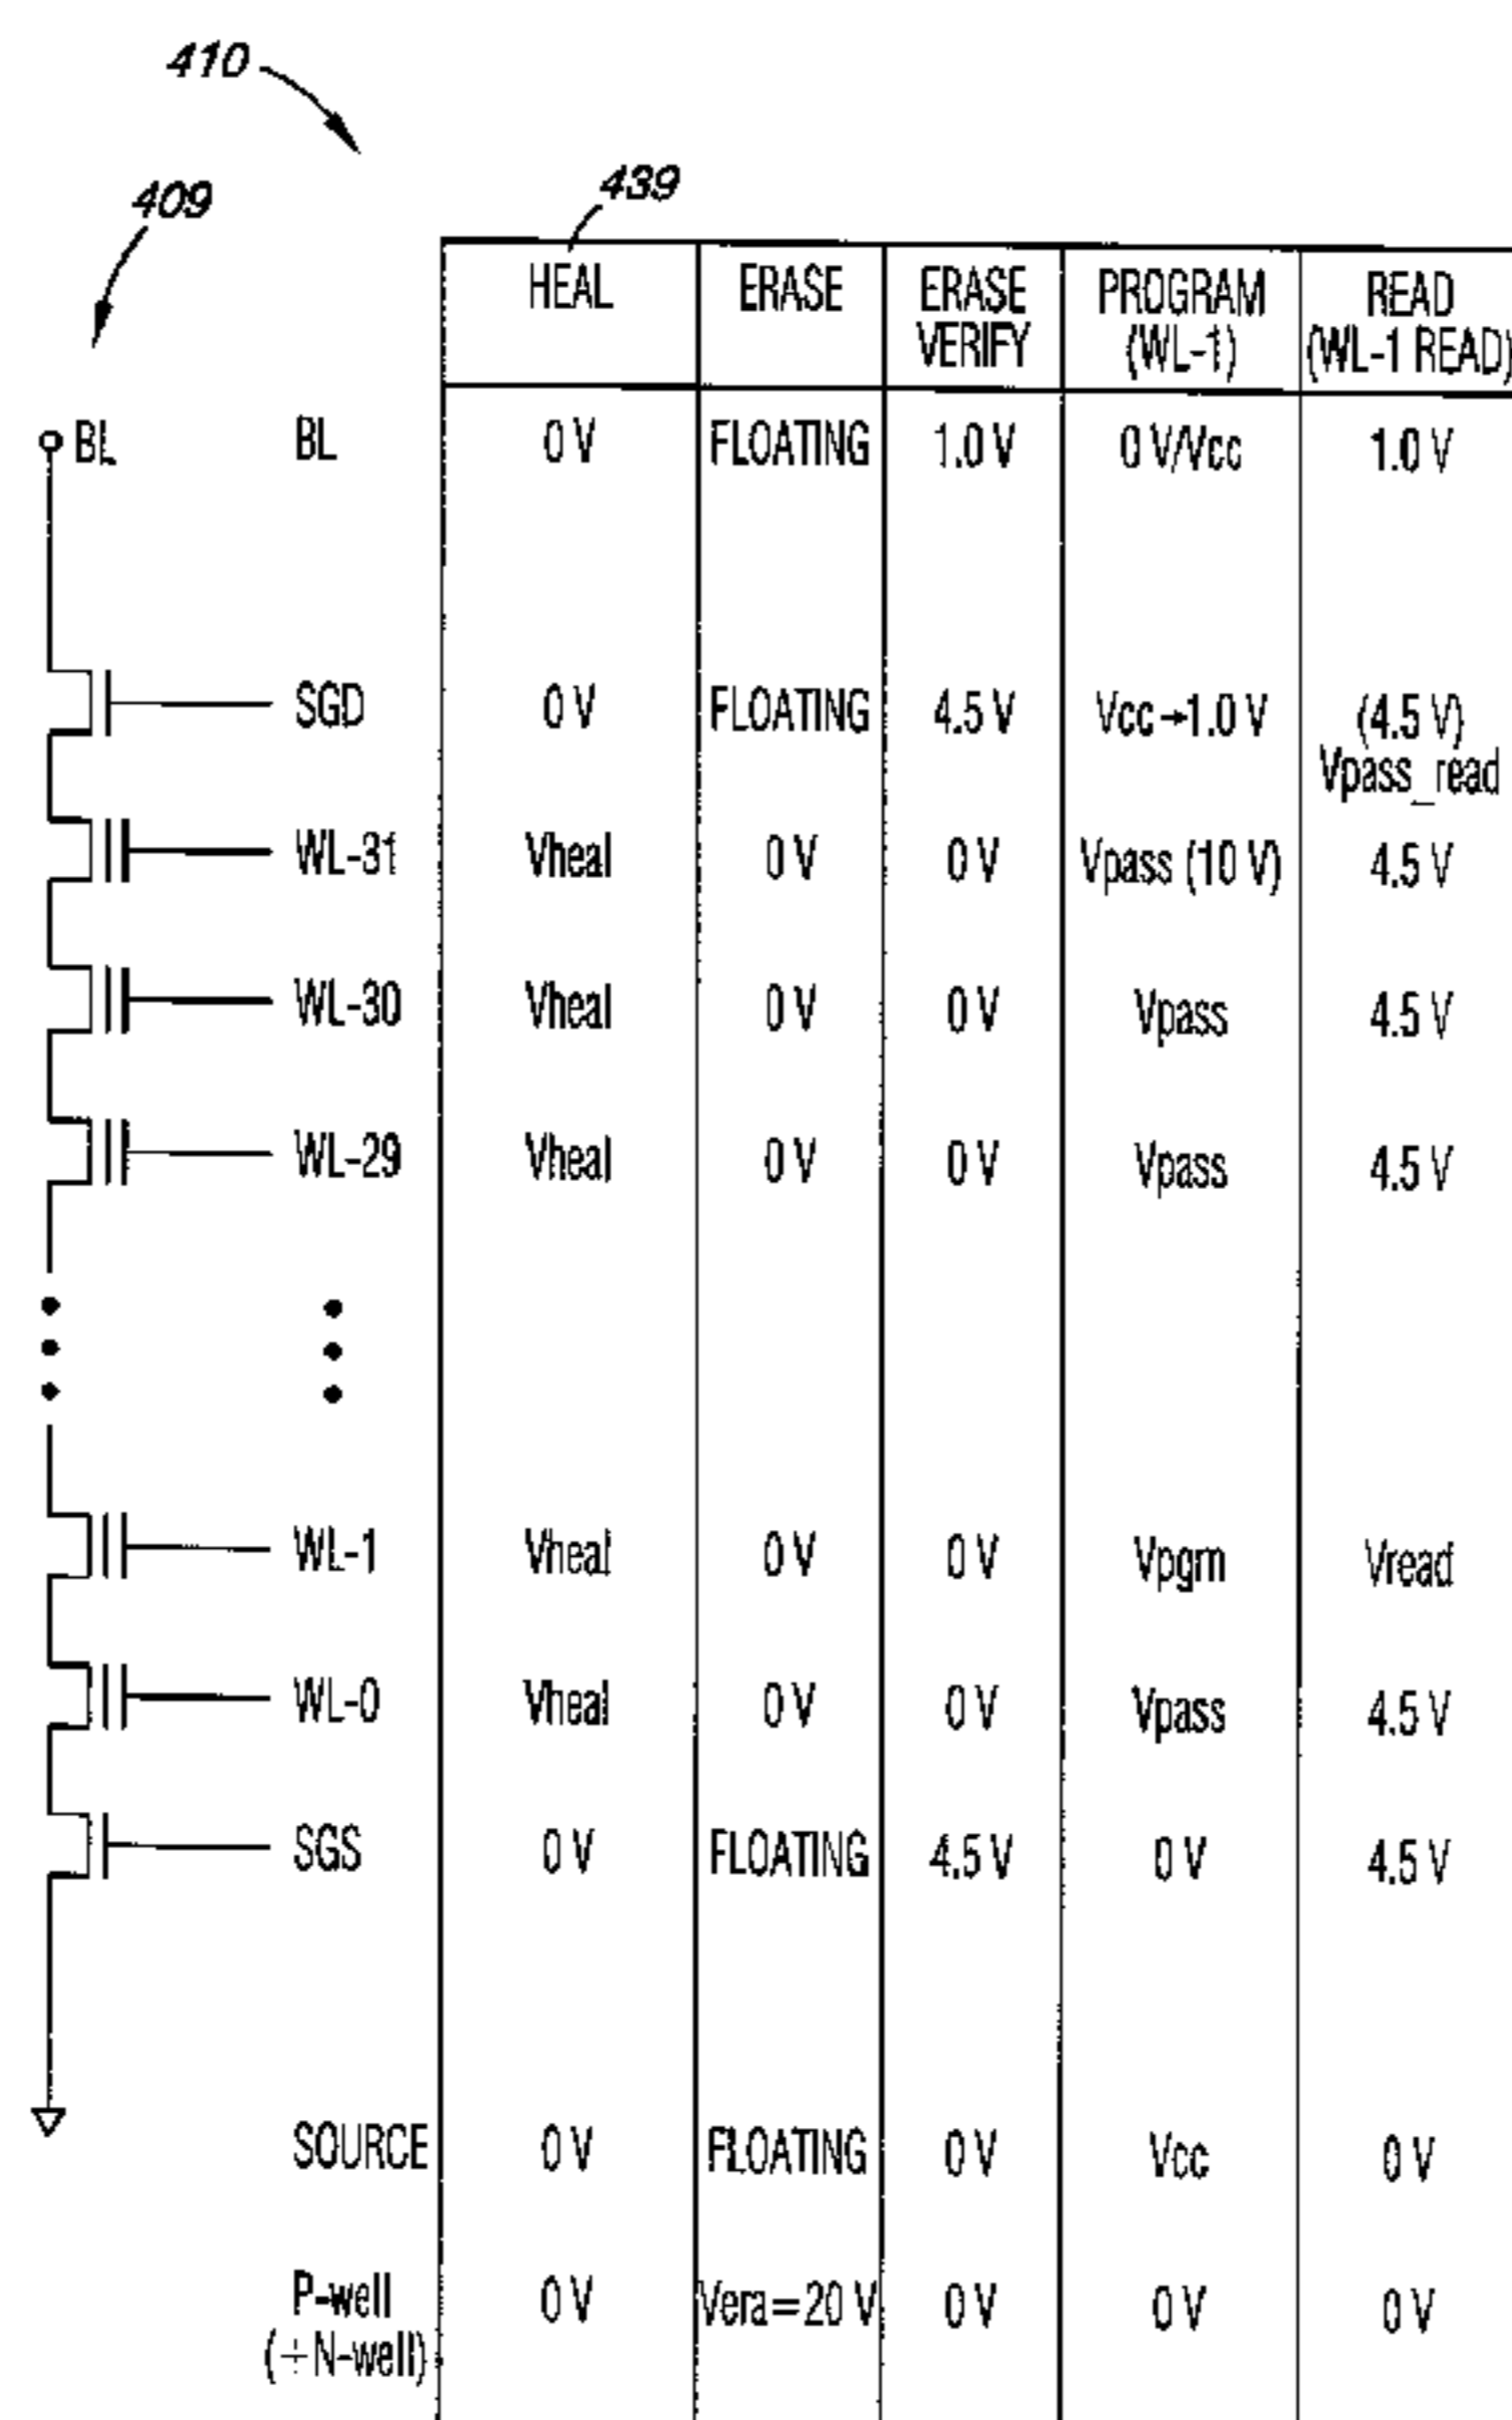 410
409
439
HEAL ERASE ERASE VERIFY PROGRAM (WL-1) READ (WL-1 READ)
BL BL 0 V FLOATING 1.0 V 0 V/Vcc 1.0 V
SGD 0 V FLOATING 4.5 V Vcc→1.0 V (4.5 V) Vpass_read
WL-31 Vheal 0 V 0 V Vpass (10 V) 4.5 V
WL-30 Vheal 0 V 0 V Vpass 4.5 V
WL-29 Vheal 0 V 0 V Vpass 4.5 V
WL-1 Vheal 0 V 0 V Vpgm Vread
WL-0 Vheal 0 V 0 V Vpass 4.5 V
SGS 0 V FLOATING 4.5 V 0 V 4.5 V
SOURCE 0 V FLOATING 0 V Vcc 0 V
P-well (+N-well) 0 V Vera=20 V 0 V 0 V 0 V